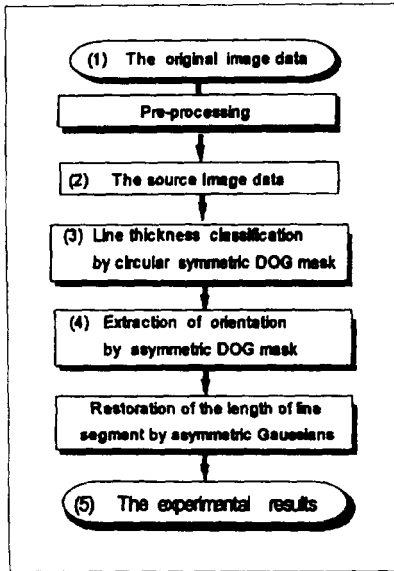 (1) The original image data
Pre-processing
(2) The source Image data
(3) Line thickness classification
by circular symmetric DOG mask
(4) Extraction of orientation
by asymmetric DOG mask
Restoration of the length of line
segment by asymmetric Gaussians
(5) The experimental results